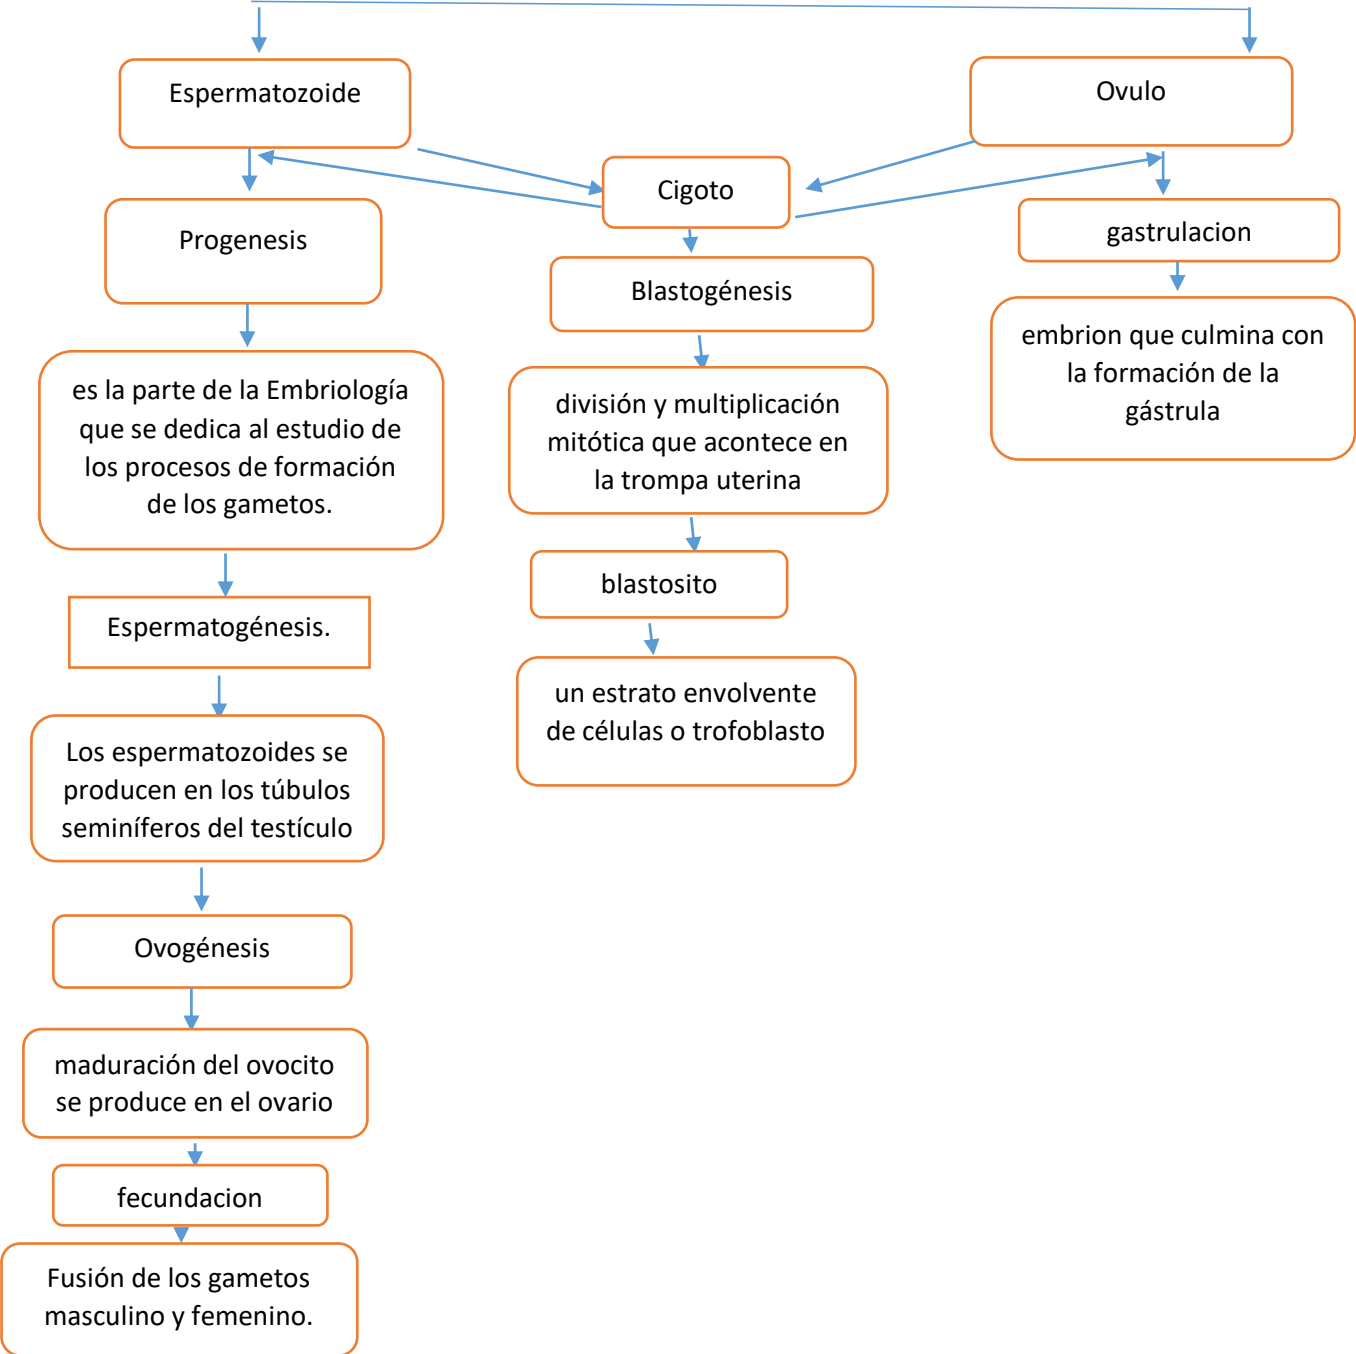 Espermatozoide
Ovulo
Cigoto
Progenesis
gastrulacion
Blastogénesis
embrion que culmina con
la formación de la
gástrula
es la parte de la Embriología
que se dedica al estudio de
los procesos de formación
de los gametos.
división y multiplicación
mitótica que acontece en
la trompa uterina
blastosito
Espermatogénesis.
un estrato envolvente
de células o trofoblasto
Los espermatozoides se
producen en los túbulos
seminíferos del testículo
Ovogénesis
maduración del ovocito
se produce en el ovario
fecundacion
Fusión de los gametos
masculino y femenino.